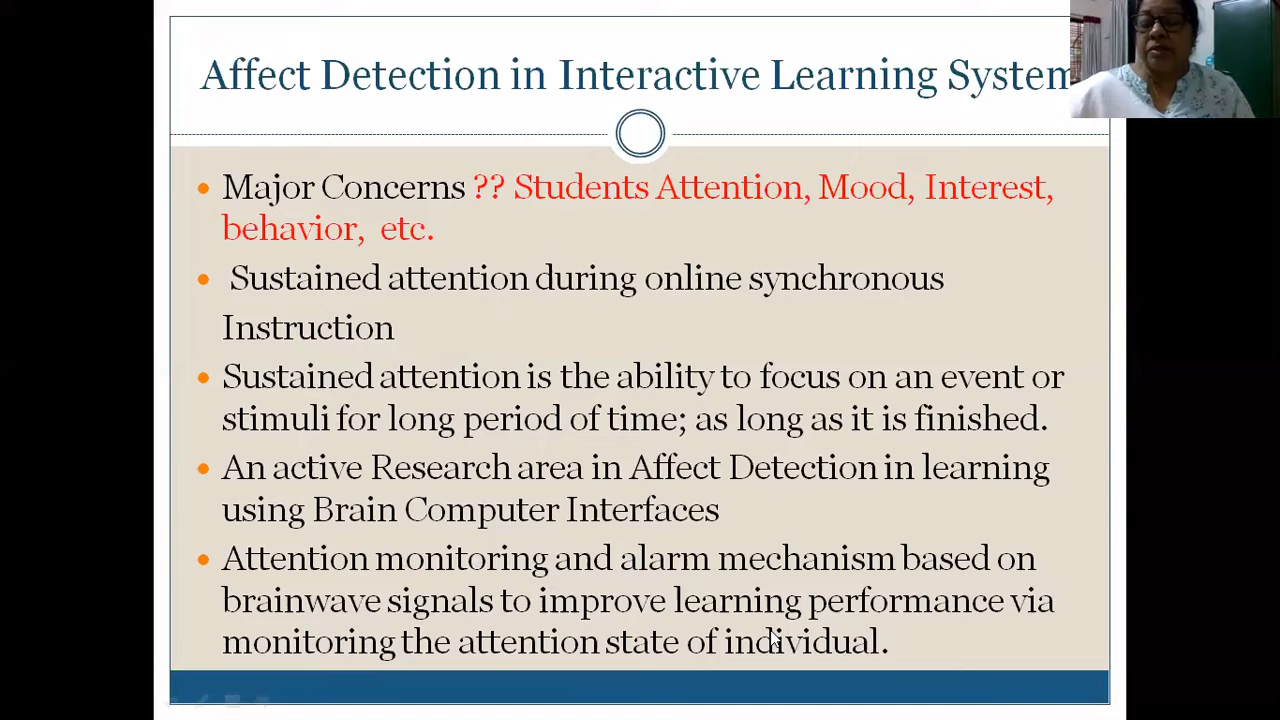 Affect Detection in Interactive Learning System
• Major Concerns ?? Students Attention, Mood, Interest,
behavior, etc.
• Sustained attention during online synchronous
Instruction
• Sustained attention is the ability to focus on an event or
stimuli for long period of time; as long as it is finished.
• An active Research area in Affect Detection in learning
using Brain Computer Interfaces
• Attention monitoring and alarm mechanism based on
brainwave signals to improve learning performance via
monitoring the attention state of individual.